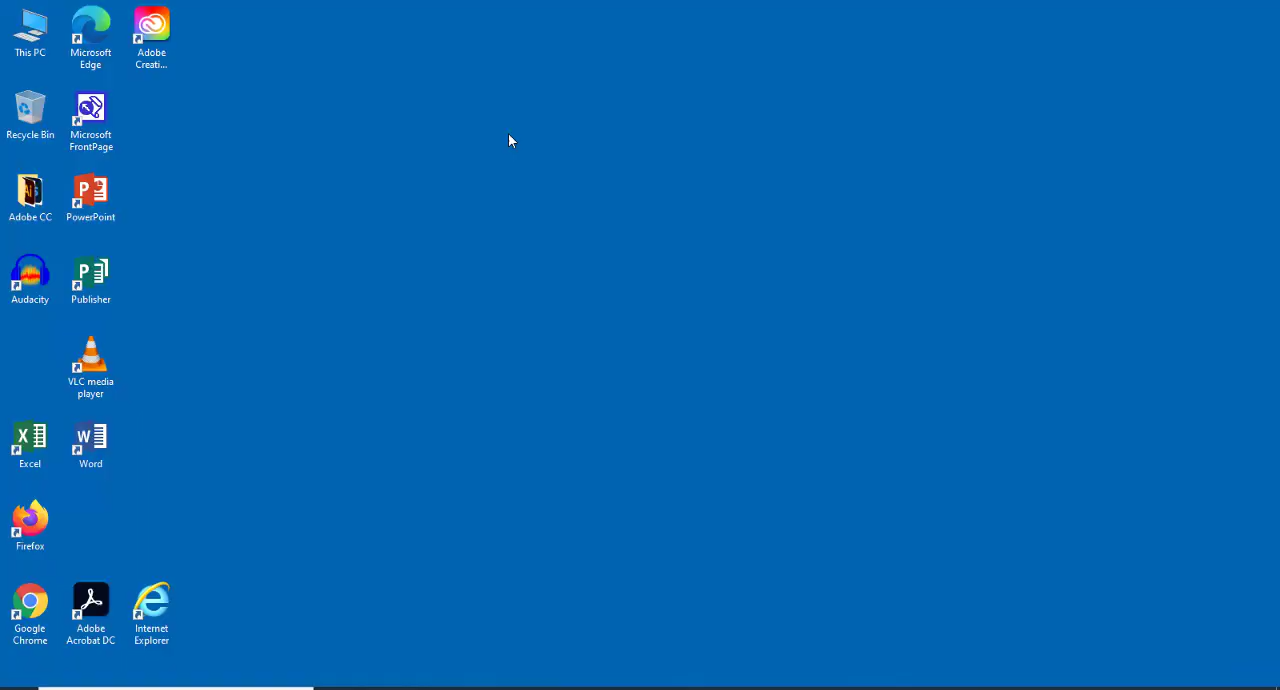 This PC
Microsoft
Edge
Adobe
Creati...
Recycle Bin
Microsoft
FrontPage
Adobe CC
PowerPoint
Audacity
Publisher
VLC media
player
Excel
Word
Firefox
Google
Chrome
Adobe
Acrobat DC
Internet
Explorer